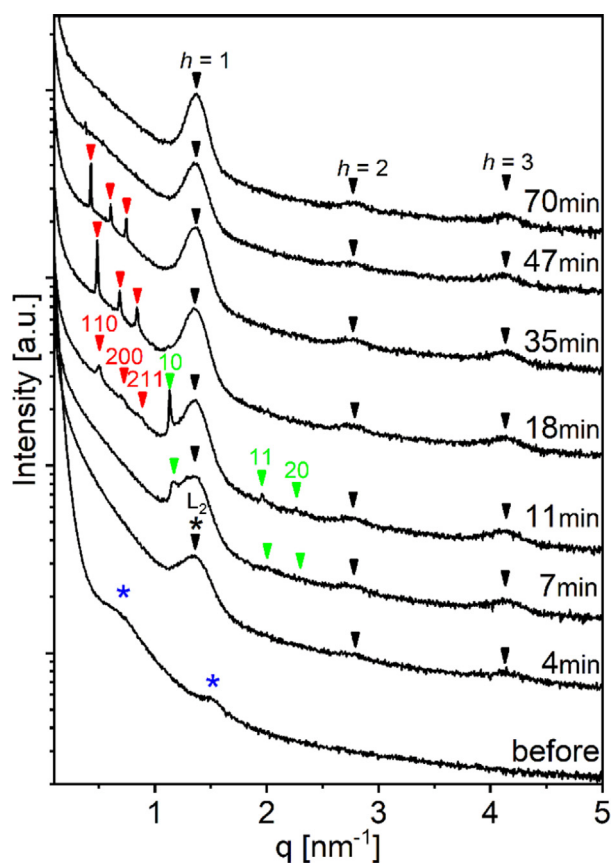 h = 1
h = 2
h = 3
70min
47min
35min
110
200
211
10
18min
11
20
11min
L2
*
7min
*
4min
*
before
Intensity [a.u.]
1
2
3
4
5
q [nm-1]